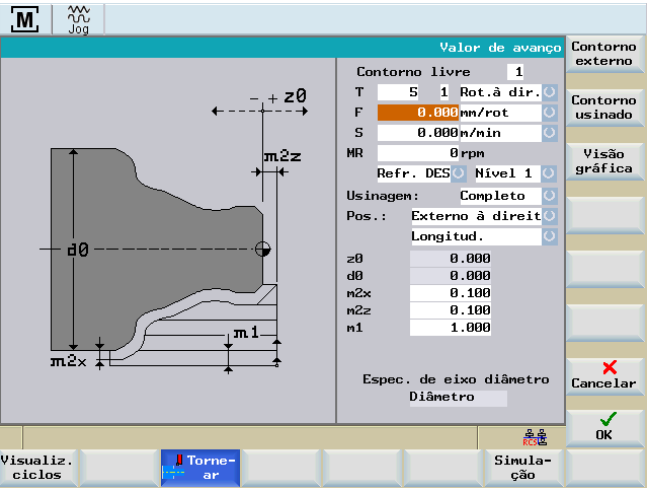 M
Jog
Valor de avanço
Contorno externo
Contorno livre 1
T 5 1 Rot.à dir.
F 0.000 mm/rot
S 0.000 m/min
MR 0 rpm
Refr. DES Nível 1
Usinagem: Completo
Pos.: Externo à direit
Longitud.
z0 0.000
d0 0.000
m2x 0.100
m2z 0.100
m1 1.000
Espec. de eixo diâmetro
Diâmetro
- + z0
m2z
d0
m1
m2x
Contorno usinado
Visão gráfica
Cancelar
OK
RCS
Visualiz. ciclos
Torne-
ar
Simula-
ção